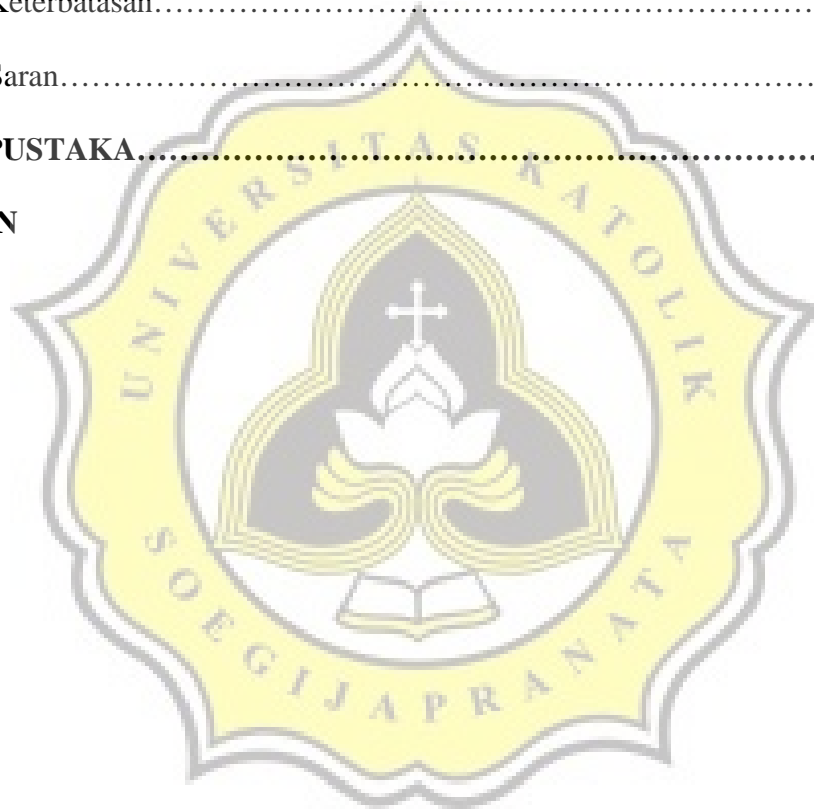 Keterbatasan……………………………………………………………
Saran……………………………………………………………………
PUSTAKA……………………………………………………………
N
UNIVERSITAS KATOLIK
SOEGIJAPRANATA